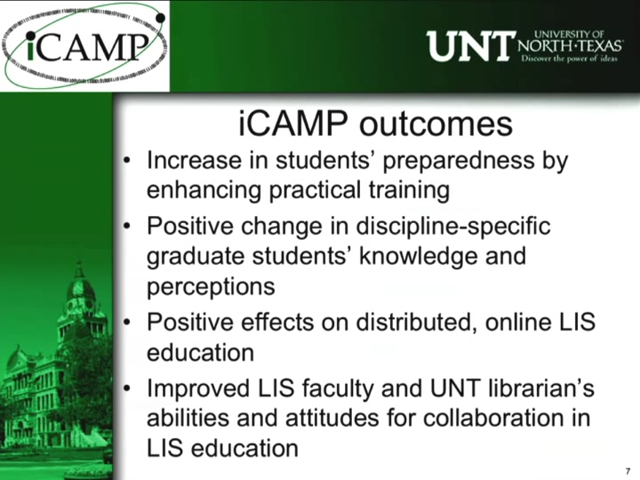 iCAMP
UNT UNIVERSITY OF
NORTH·TEXAS
Discover the power of ideas
iCAMP outcomes
• Increase in students’ preparedness by
enhancing practical training
• Positive change in discipline-specific
graduate students’ knowledge and
perceptions
• Positive effects on distributed, online LIS
education
• Improved LIS faculty and UNT librarian’s
abilities and attitudes for collaboration in
LIS education
7